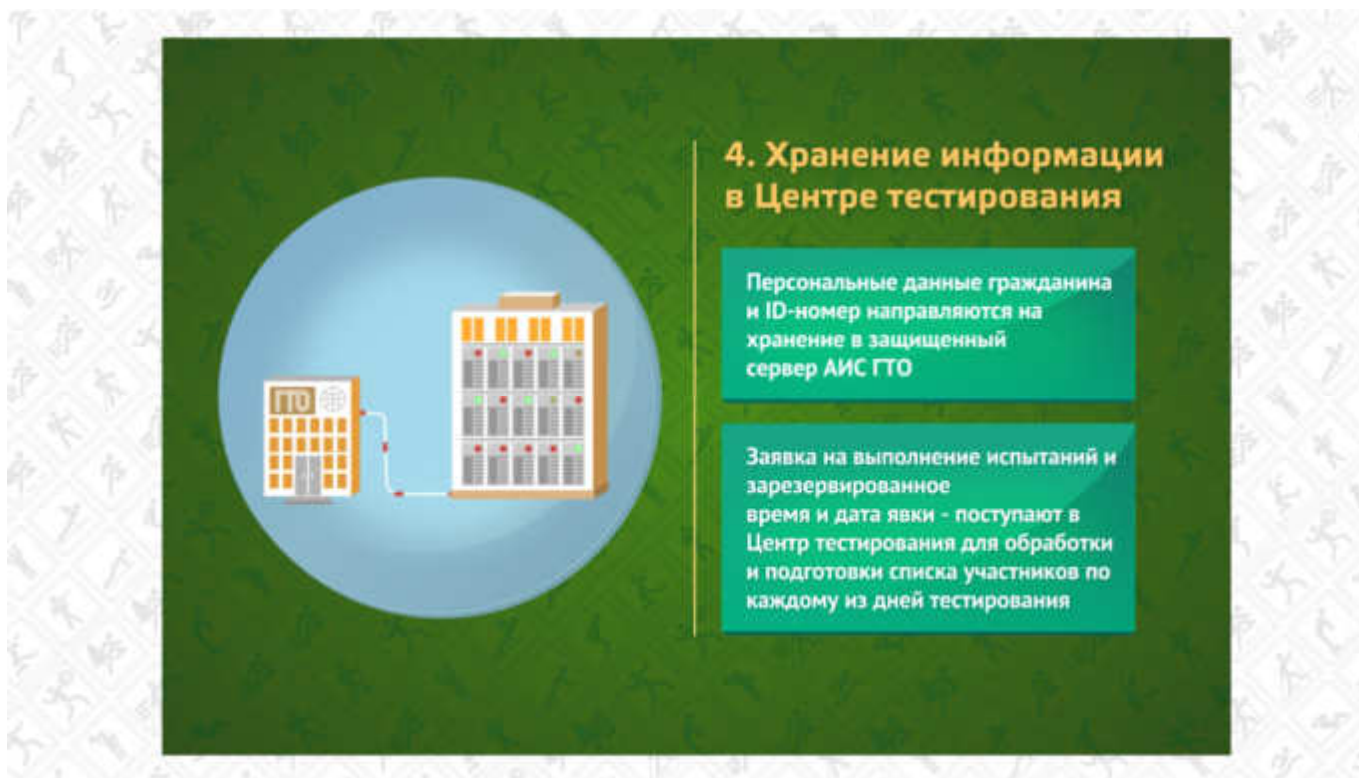 4. Хранение информации
в Центре тестирования
Персональные данные гражданина
и ID-номер направляются на
хранение в защищенный
сервер АИС ГТО
Заявка на выполнение испытаний и
зарезервированное
время и дата явки - поступают в
Центр тестирования для обработки
и подготовки списка участников по
каждому из дней тестирования
ГТО